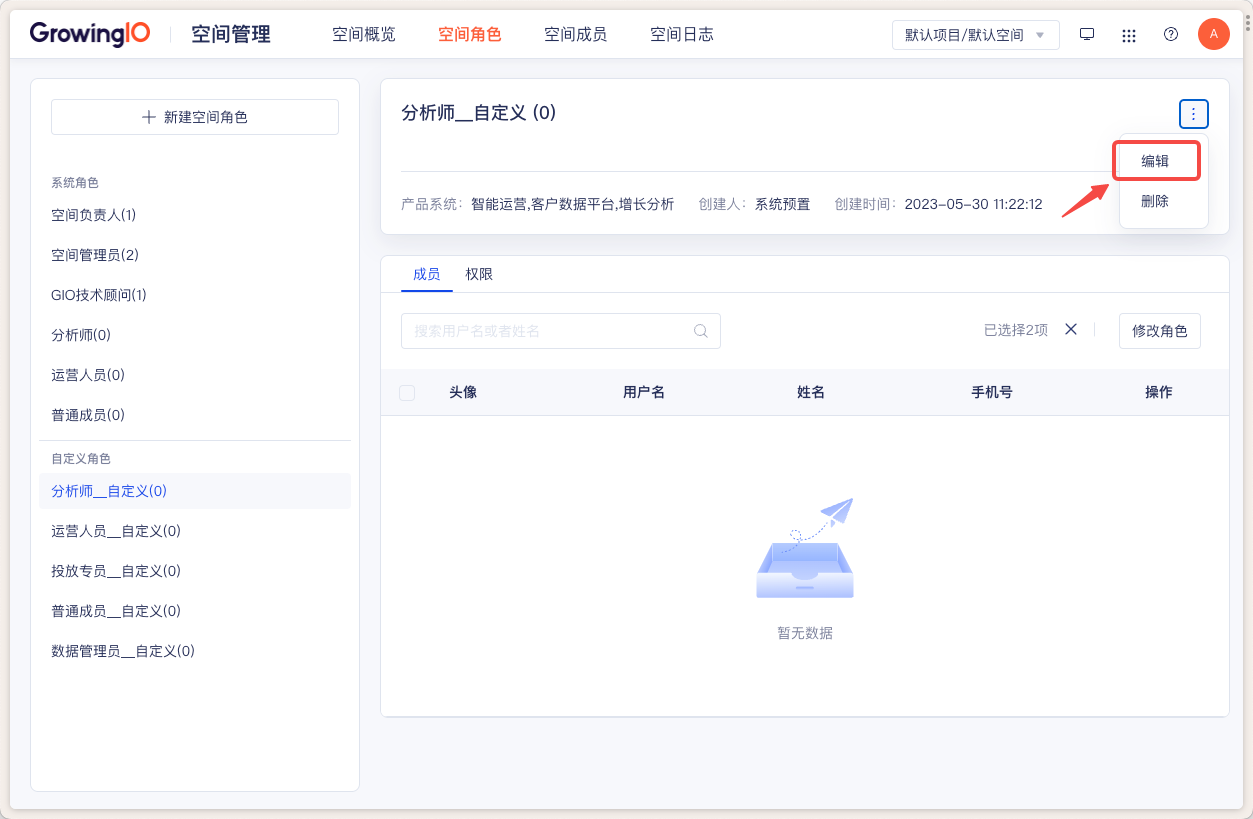 GrowingIO 空间管理 空间概览 空间角色 空间成员 空间日志 默认项目/默认空间 A
新建空间角色
系统角色
空间负责人(1)
空间管理员(2)
GIO技术顾问(1)
分析师(0)
运营人员(0)
普通成员(0)
自定义角色
分析师__自定义(0)
运营人员__自定义(0)
投放专员__自定义(0)
普通成员__自定义(0)
数据管理员__自定义(0)
分析师__自定义 (0)
编辑
删除
产品系统: 智能运营,客户数据平台,增长分析 创建人: 系统预置 创建时间: 2023-05-30 11:22:12
成员 权限
搜索用户名或者姓名 已选择2项 修改角色
头像 用户名 姓名 手机号 操作
暂无数据